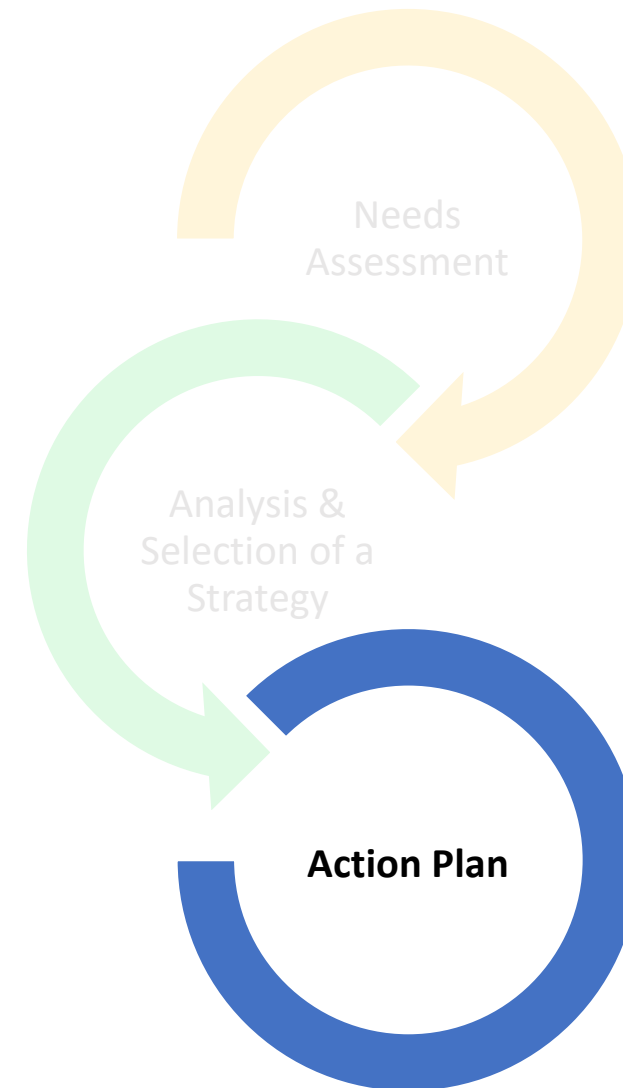 Needs
Assessment
Analysis &
Selection of a
Strategy
Action Plan